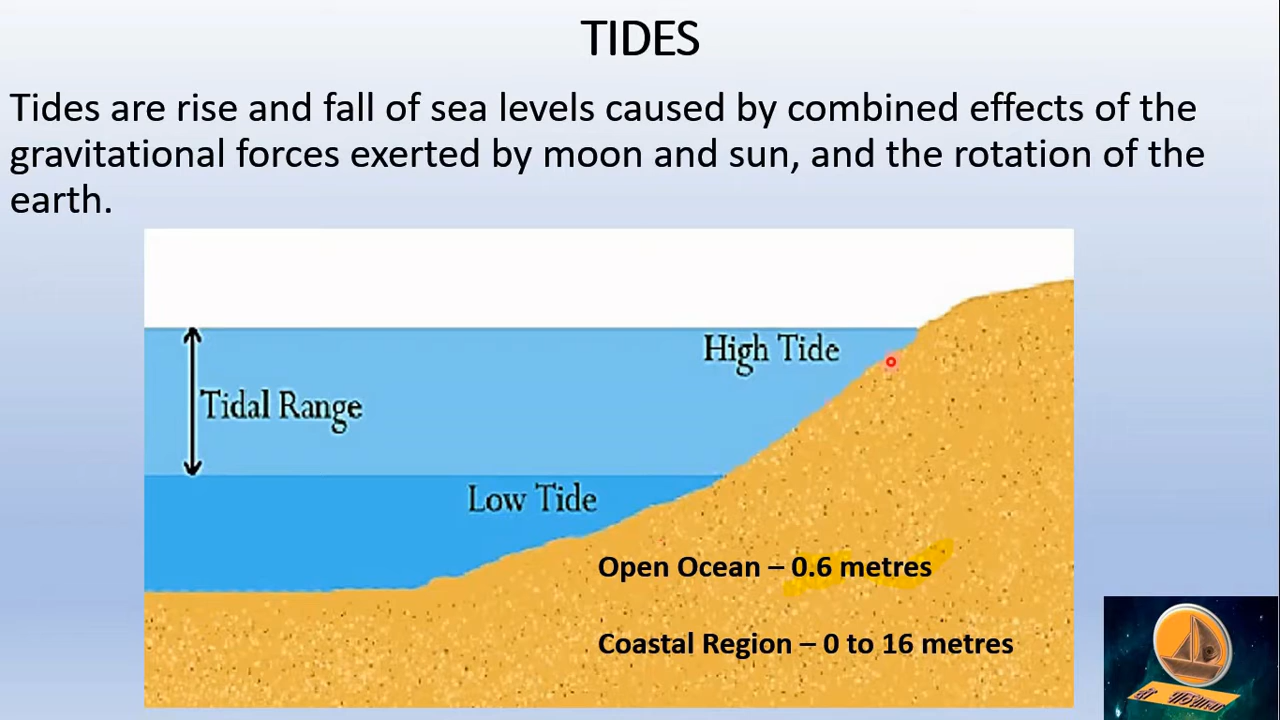 TIDES
Tides are rise and fall of sea levels caused by combined effects of the
gravitational forces exerted by moon and sun, and the rotation of the
earth.
High Tide
Tidal Range
Low Tide
Open Ocean – 0.6 metres
Coastal Region – 0 to 16 metres